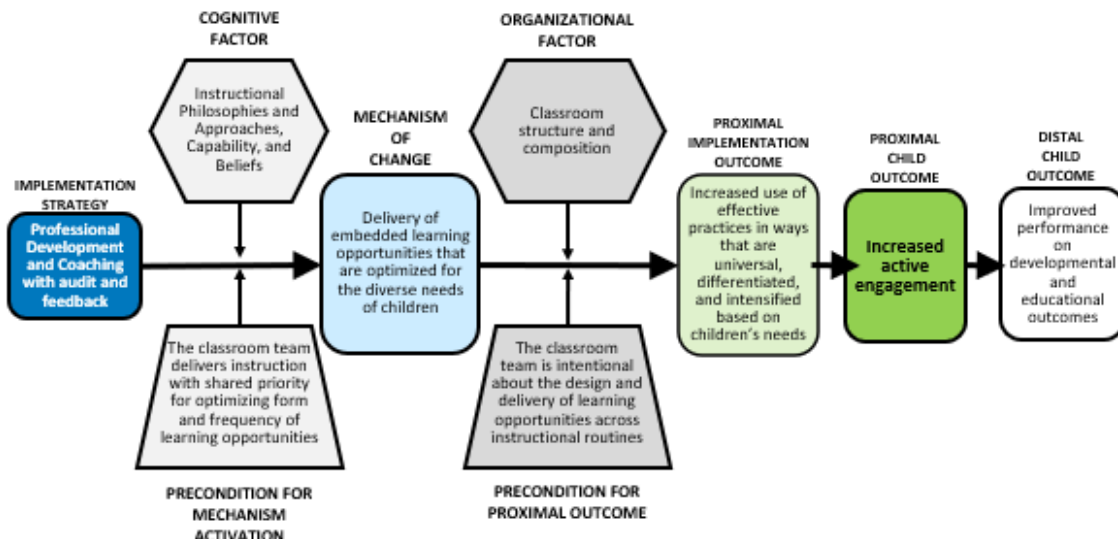 COGNITIVE
FACTOR
Instructional
Philosophies and
Approaches,
Capability, and
Beliefs
ORGANIZATIONAL
FACTOR
Classroom
structure and
composition
IMPLEMENTATION
STRATEGY
Professional
Development
and Coaching
with audit and
feedback
MECHANISM
OF
CHANGE
Delivery of
embedded learning
opportunities that
are optimized for
the diverse needs
of children
PROXIMAL
IMPLEMENTATION
OUTCOME
Increased use of
effective
practices in ways
that are
universal,
differentiated,
and intensified
based on
children's needs
PROXIMAL
CHILD
OUTCOME
Increased
active
engagement
DISTAL
CHILD
OUTCOME
Improved
performance
on
developmental
and
educational
outcomes
The classroom team
delivers instruction
with shared priority
for optimizing form
and frequency of
learning opportunities
PRECONDITION FOR
MECHANISM
ACTIVATION
The classroom
team is intentional
about the design and
delivery of learning
opportunities across
instructional routines
PRECONDITION FOR
PROXIMAL OUTCOME